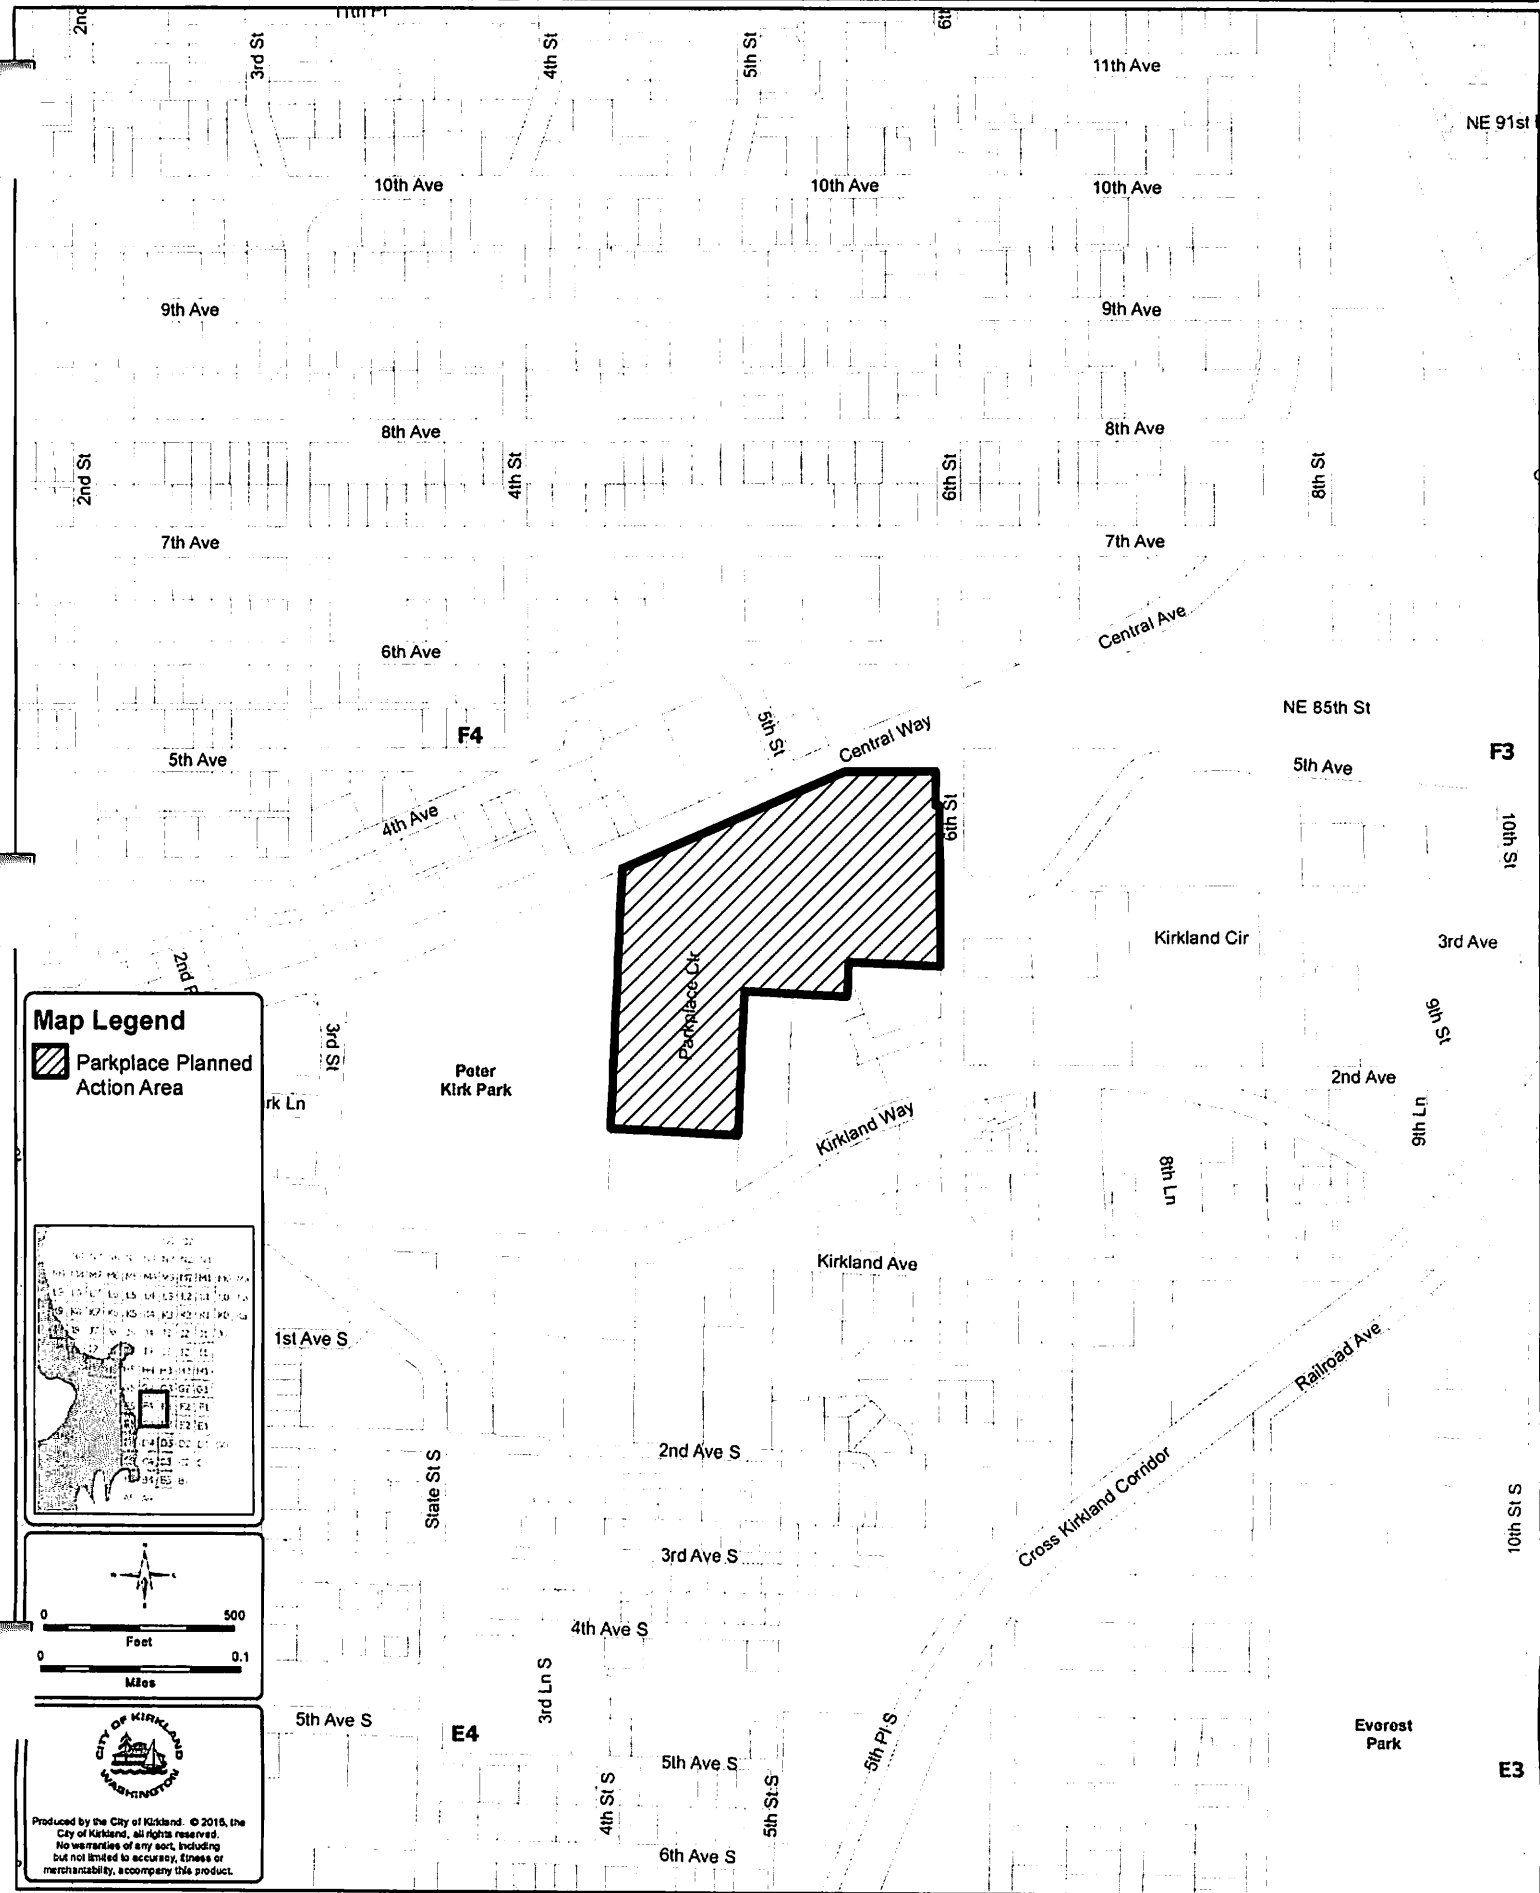 2nd
11th Pl
6th
3rd St
4th St
5th St
11th Ave
NE 91st
10th Ave
10th Ave
10th Ave
9th Ave
9th Ave
8th Ave
8th Ave
2nd St
4th St
6th St
8th St
7th Ave
7th Ave
Central Ave
6th Ave
NE 85th St
F4
5th St
Central Way
F3
5th Ave
5th Ave
4th Ave
6th St
10th St
Kirkland Cir
3rd Ave
2nd P
Parkplace Ctr
Map Legend
Parkplace Planned
Action Area
3rd St
9th St
Peter
Kirk Park
2nd Ave
rk Ln
Kirkland Way
9th Ln
8th Ln
Kirkland Ave
1st Ave S
Railroad Ave
2nd Ave S
State St S
Cross Kirkland Corridor
10th St S
3rd Ave S
0 500
Feet
0 0.1
Miles
4th Ave S
3rd Ln S
5th Ave S
E4
5th Pl S
Everest
Park
5th Ave S
E3
4th St S
5th St S
6th Ave S
CITY OF KIRKLAND
WASHINGTON
Produced by the City of Kirkland. © 2015, the
City of Kirkland, all rights reserved.
No warranties of any sort, including
but not limited to accuracy, fitness or
merchantability, accompany this product.